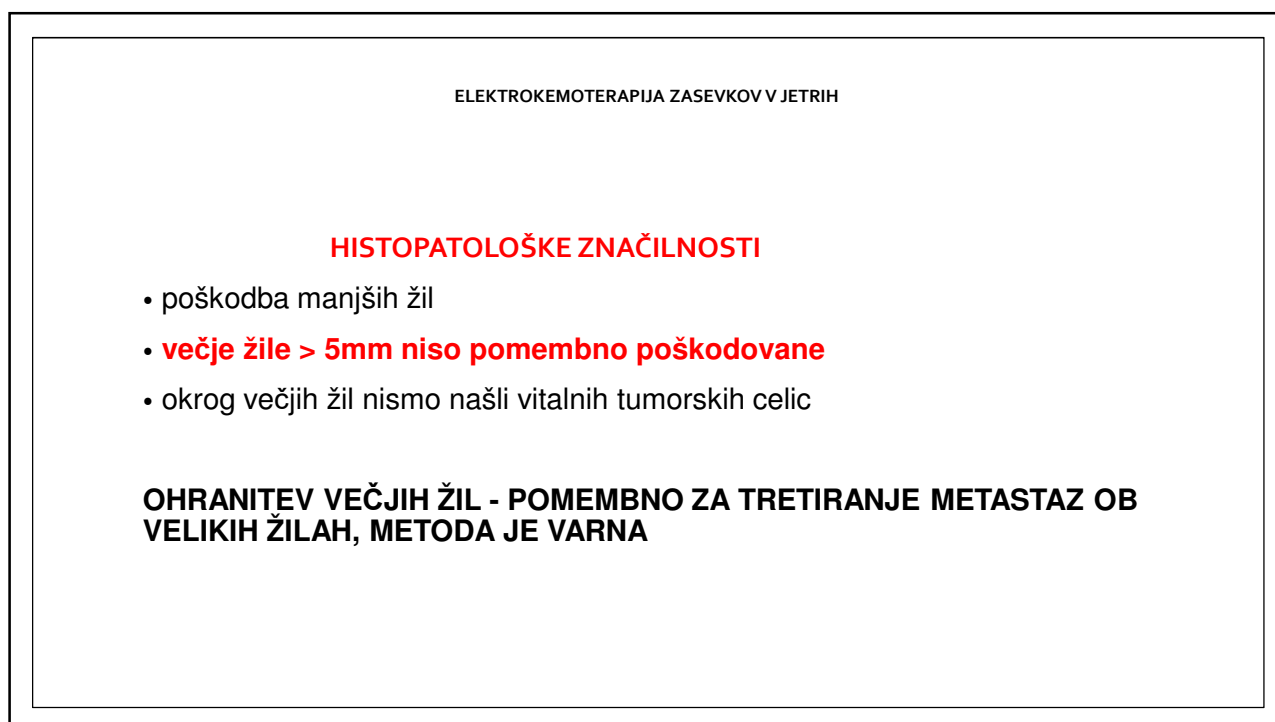 ELEKTROKEMOTERAPIJA ZASEVKOV V JETRIH
HISTOPATOLOŠKE ZNAČILNOSTI
• poškodba manjših žil
• večje žile > 5mm niso pomembno poškodovane
• okrog večjih žil nismo našli vitalnih tumorskih celic
OHRANITEV VEČJIH ŽIL - POMEMBNO ZA TRETIRANJE METASTAZ OB
VELIKIH ŽILAH, METODA JE VARNA